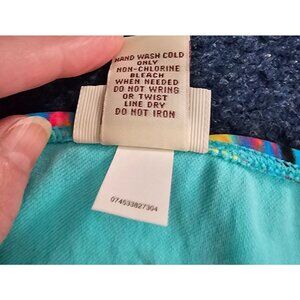 HAND WASH COLD
ONLY
NON-CHLORINE
BLEACH
WHEN NEEDED
DO NOT WRING
OR TWIST
LINE DRY
DO NOT IRON
074533827304